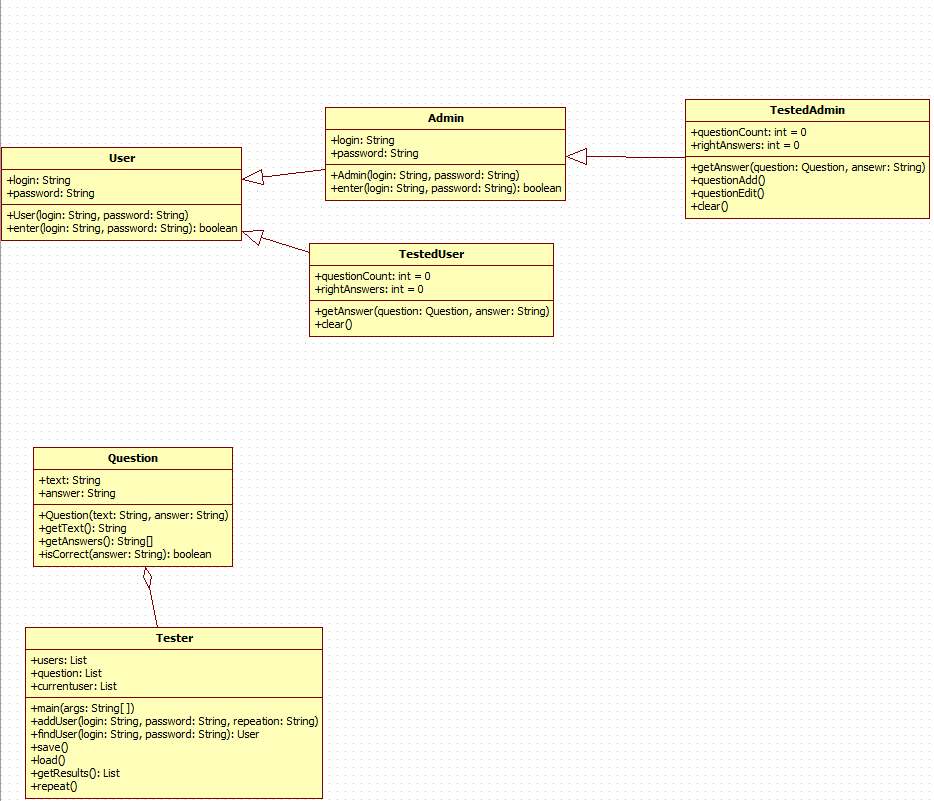 User
+login: String
+password: String
+User(login: String, password: String)
+enter(login: String, password: String): boolean
Admin
+login: String
+password: String
+Admin(login: String, password: String)
+enter(login: String, password: String): boolean
TestedAdmin
+questionCount: int = 0
+rightAnswers: int = 0
+getAnswer(question: Question, ansewr: String)
+questionAdd()
+questionEdit()
+clear()
TestedUser
+questionCount: int = 0
+rightAnswers: int = 0
+getAnswer(question: Question, answer: String)
+clear()
Question
+text: String
+answer: String
+Question(text: String, answer: String)
+getText(): String
+getAnswers(): String[]
+isCorrect(answer: String): boolean
Tester
+users: List
+question: List
+currentuser: List
+main(args: String[ ])
+addUser(login: String, password: String, repeation: String)
+findUser(login: String, password: String): User
+save()
+load()
+getResults(): List
+repeat()